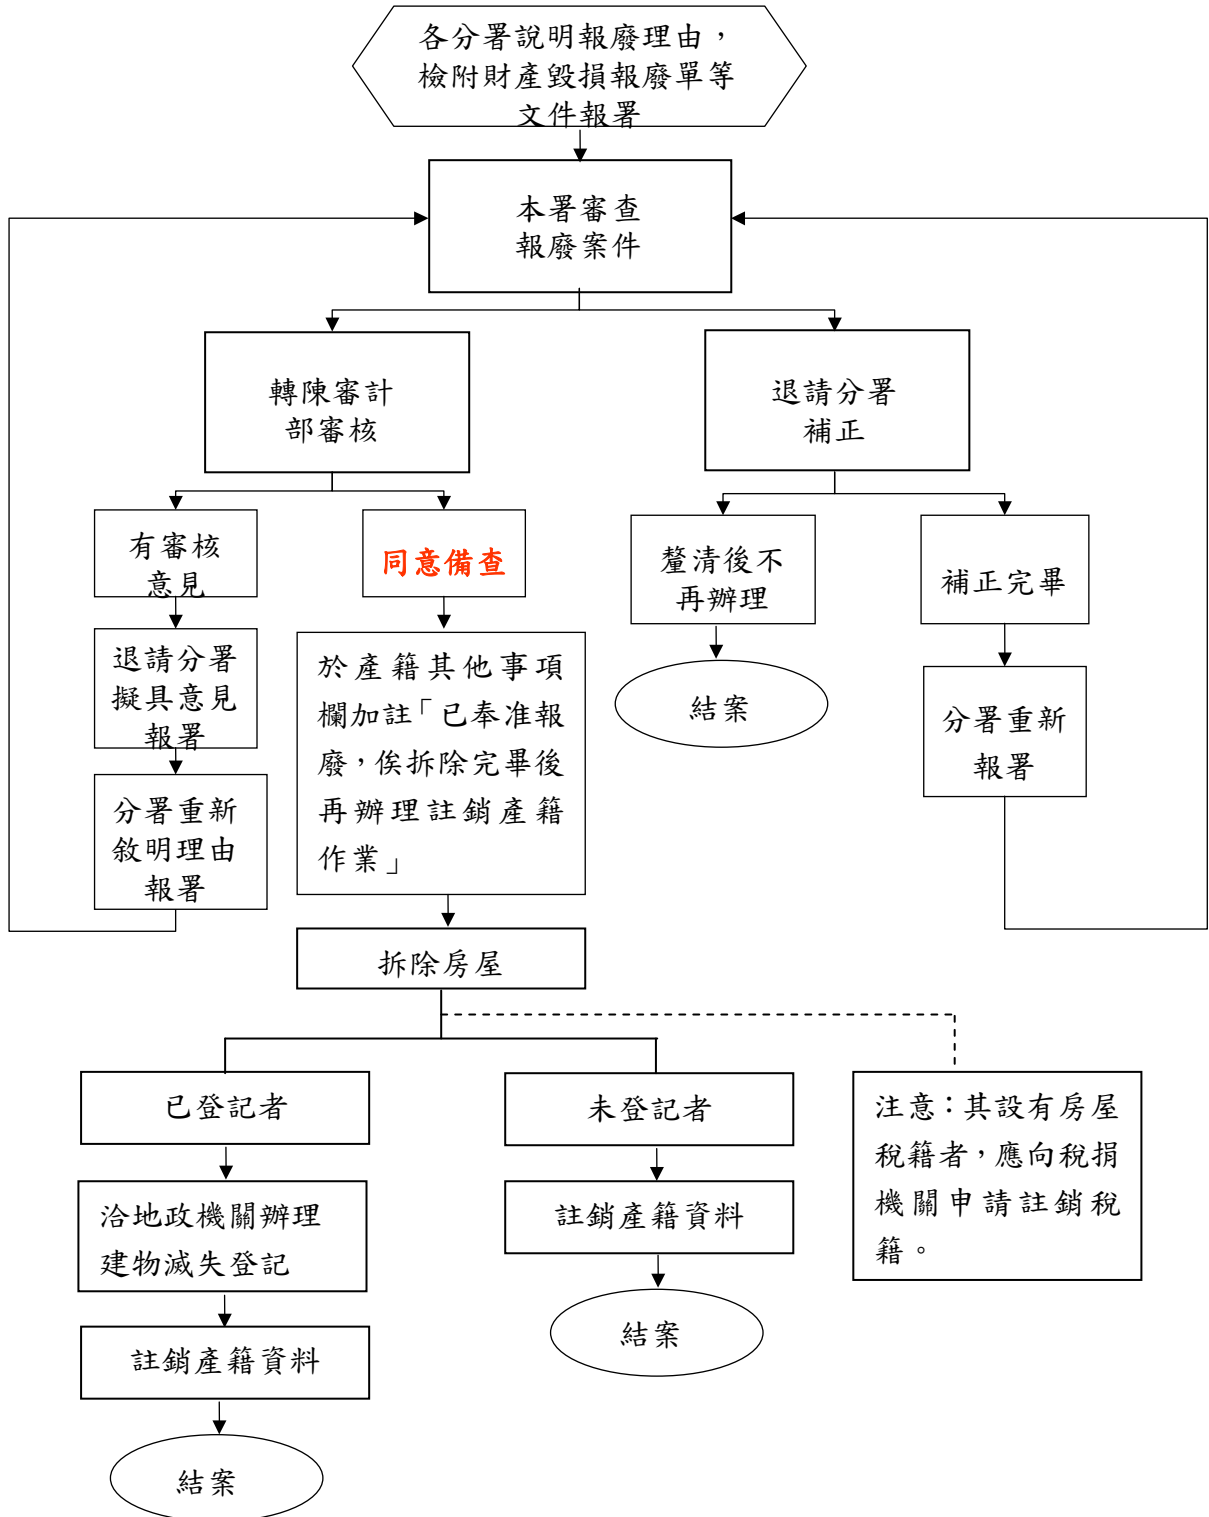 各分署說明報廢理由，
檢附財產毀損報廢單等
文件報署
本署審查
報廢案件
轉陳審計
部審核
退請分署
補正
有審核
意見
同意備查
釐清後不
再辦理
補正完畢
退請分署
擬具意見
報署
於產籍其他事項
欄加註「已奉准報
廢，俟拆除完畢後
再辦理註銷產籍
作業」
結案
分署重新
報署
分署重新
敘明理由
報署
拆除房屋
已登記者
未登記者
注意：其設有房屋
稅籍者，應向稅捐
機關申請註銷稅
籍。
洽地政機關辦理
建物滅失登記
註銷產籍資料
註銷產籍資料
結案
結案